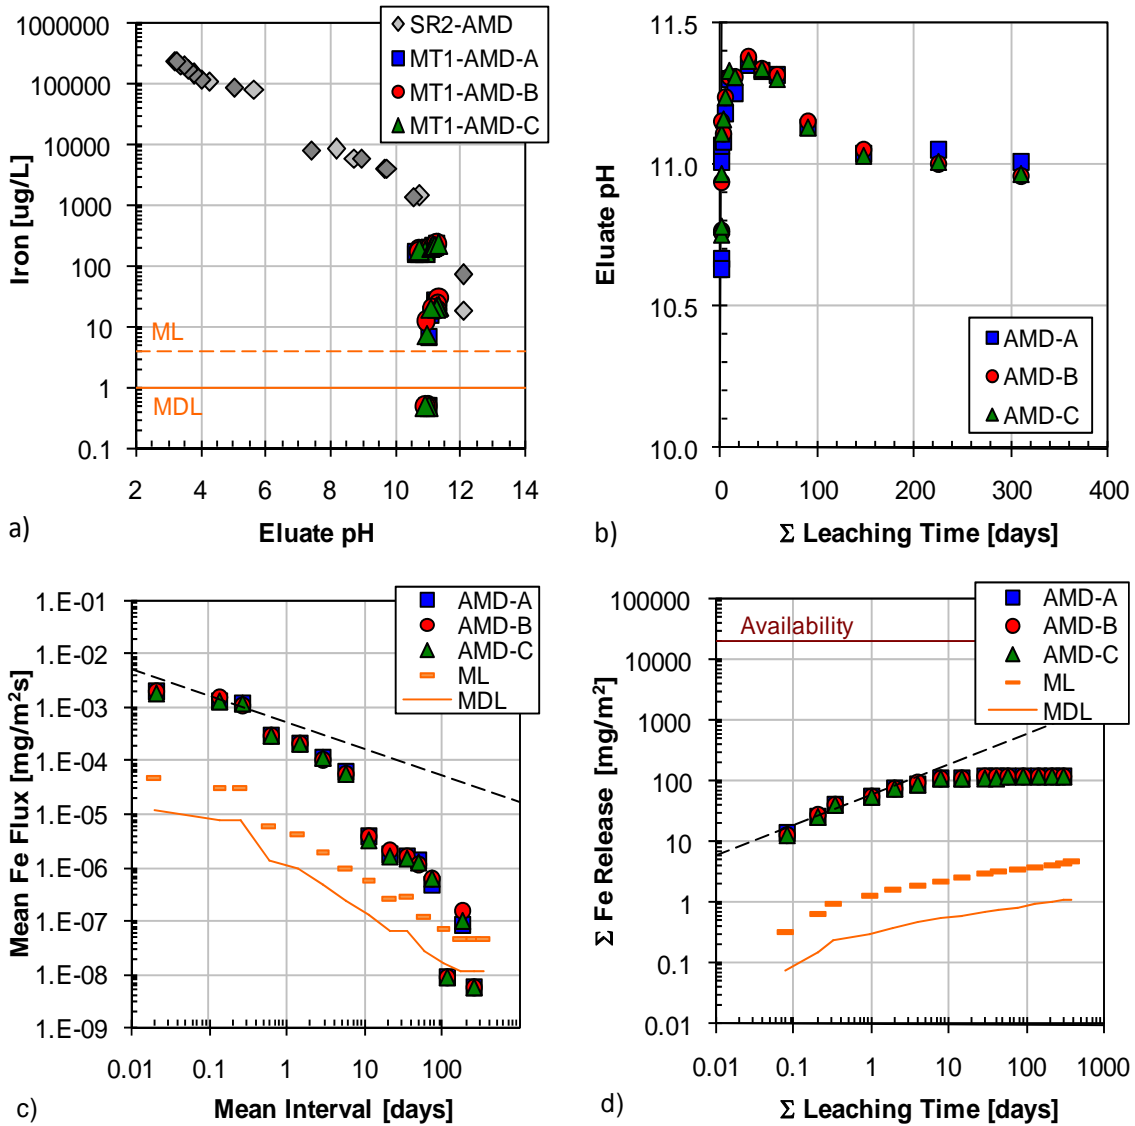 1000000
100000
10000
1000
100
10
1
0.1
Iron [ug/L]
SR2-AMD
MT1-AMD-A
MT1-AMD-B
MT1-AMD-C
ML
MDL
2 4 6 8 10 12 14
Eluate pH
a)
11.5
11.0
10.5
10.0
Eluate pH
AMD-A
AMD-B
AMD-C
0 100 200 300 400
Σ Leaching Time [days]
b)
1.E-01
1.E-02
1.E-03
1.E-04
1.E-05
1.E-06
1.E-07
1.E-08
1.E-09
Mean Fe Flux [mg/m²s]
AMD-A
AMD-B
AMD-C
ML
MDL
0.01 0.1 1 10 100
Mean Interval [days]
c)
100000
10000
1000
100
10
1
0.1
0.01
Σ Fe Release [mg/m²]
Availability
AMD-A
AMD-B
AMD-C
ML
MDL
0.01 0.1 1 10 100 1000
Σ Leaching Time [days]
d)